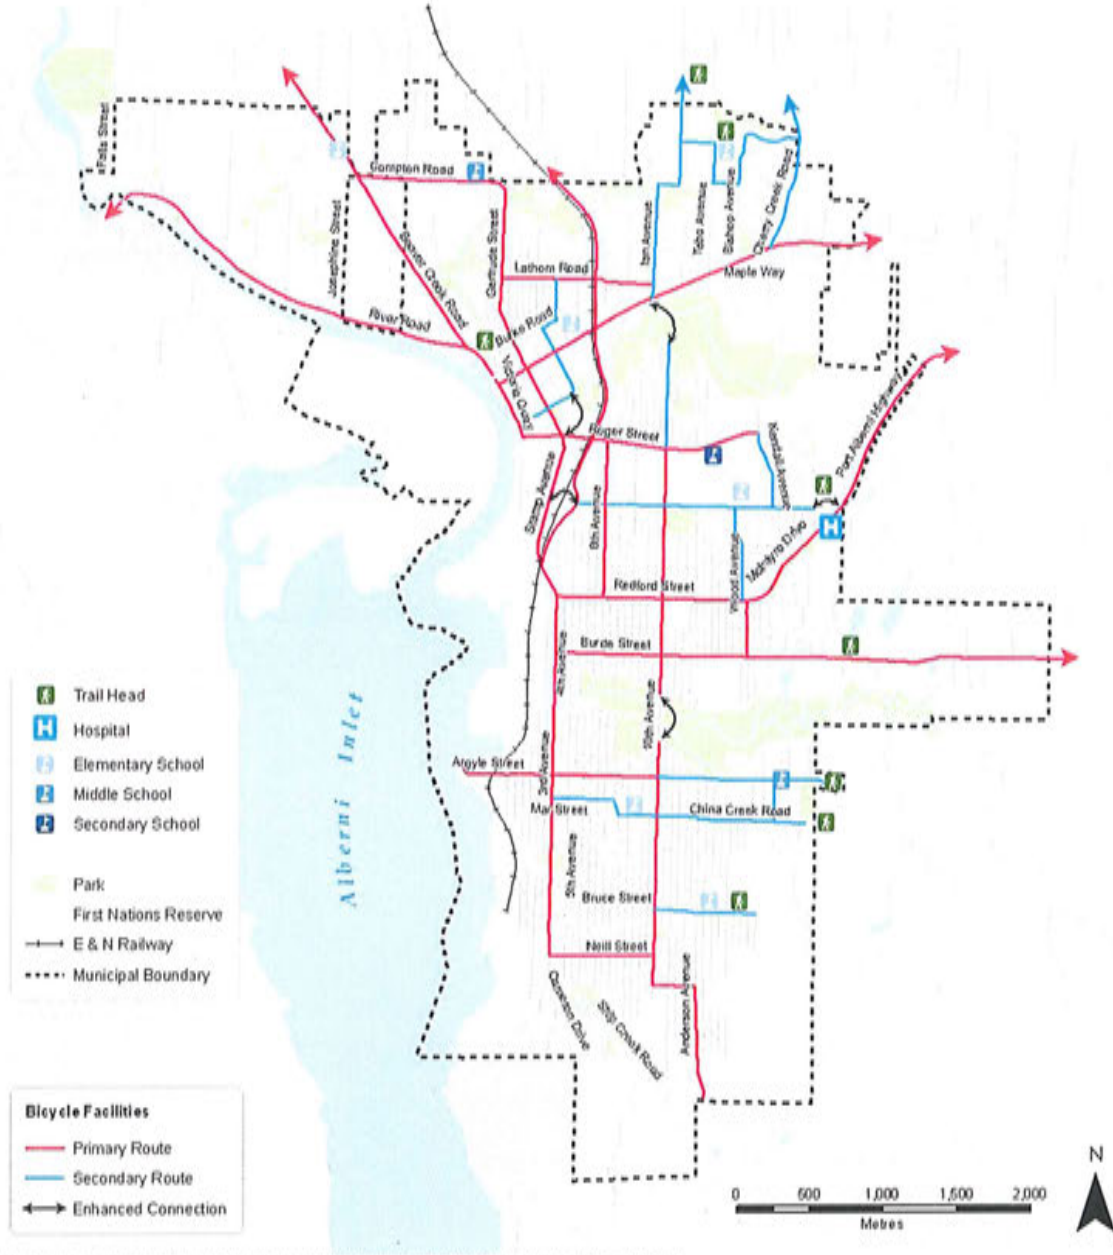 Falls Street
Compton Road
Josephine Street
Beaver Creek Road
Gertrude Street
Lathom Road
River Road
Burke Road
Victoria Quay
Ian Avenue
Tebo Avenue
Bishop Avenue
Cherry Creek Road
Maple Way
Roger Street
Kendall Avenue
Port Alberni Highway
Stamp Avenue
8th Avenue
Wood Avenue
McIntyre Drive
H
Redford Street
Burde Street
4th Avenue
10th Avenue
Argyle Street
3rd Avenue
Mar Street
China Creek Road
5th Avenue
Bruce Street
Neill Street
Ship Creek Road
Anderson Avenue
Alberni Inlet
Trail Head
H Hospital
Elementary School
Middle School
Secondary School
Park
First Nations Reserve
E & N Railway
Municipal Boundary
Bicycle Facilities
Primary Route
Secondary Route
Enhanced Connection
N
0 500 1,000 1,500 2,000
Metres